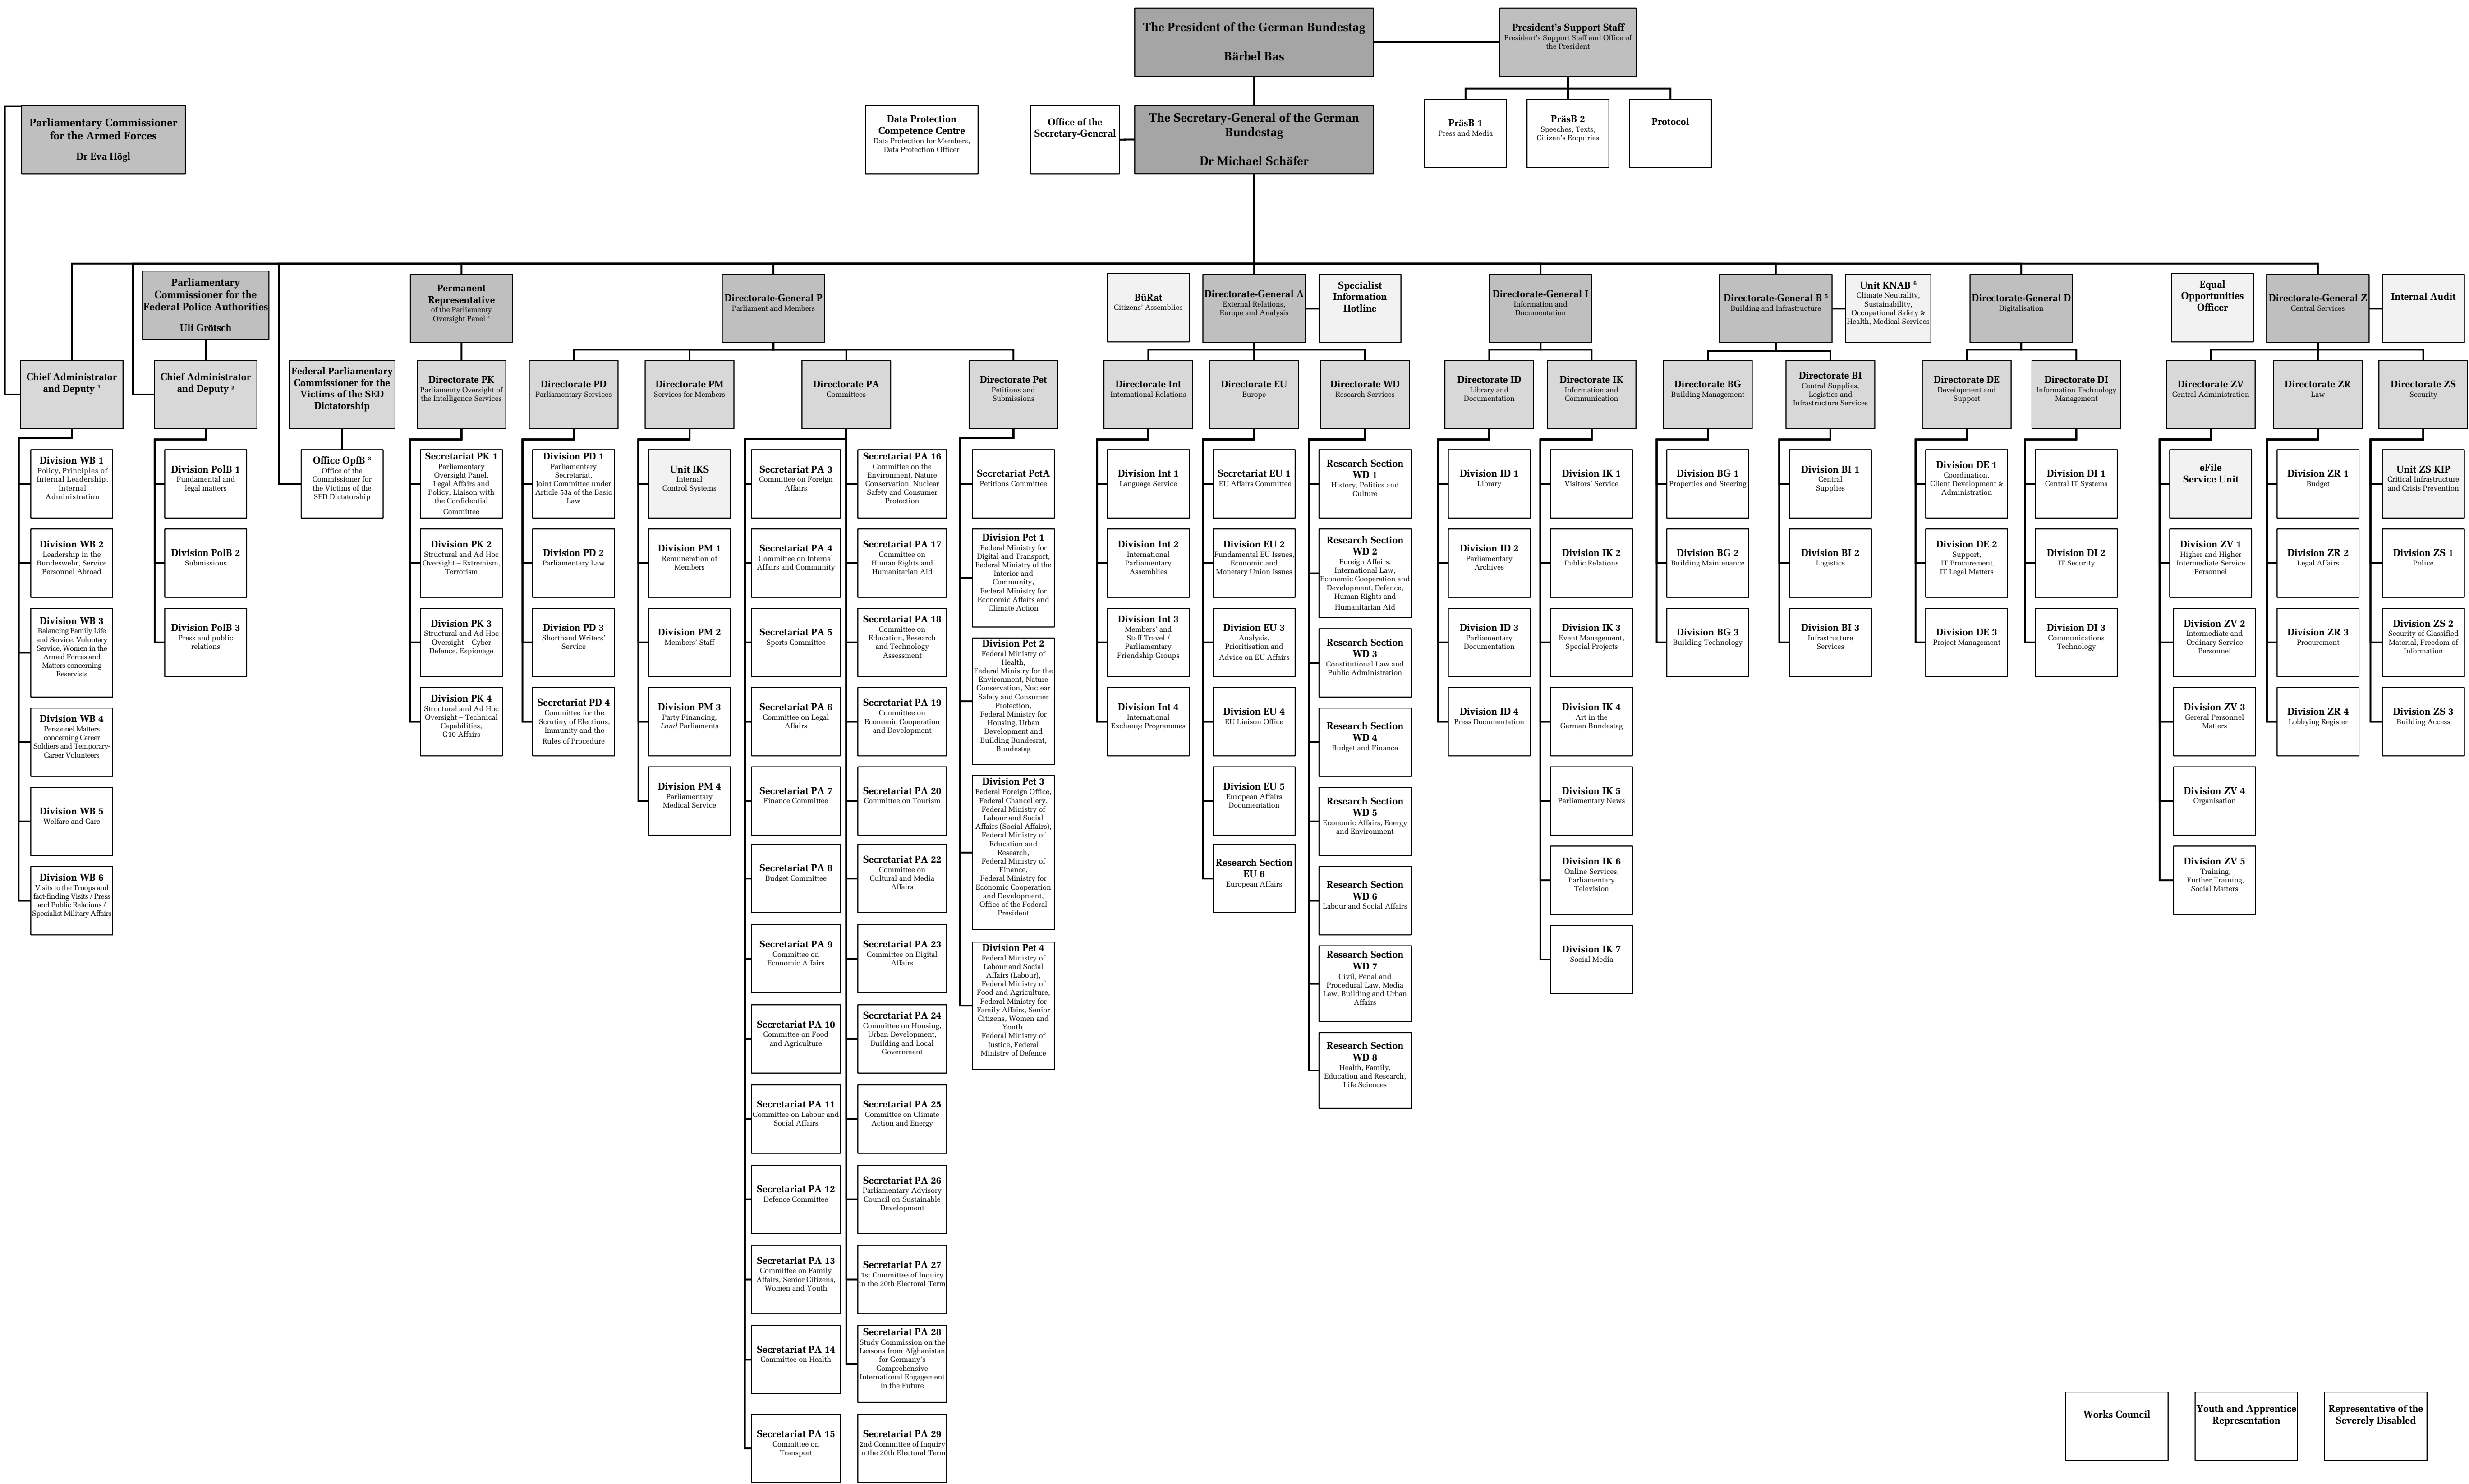 The President of the German Bundestag
Bärbel Bas
President's Support Staff
President's Support Staff and Office of
the President
Parliamentary Commissioner
for the Armed Forces
Dr Eva Högl
Data Protection
Competence Centre
Data Protection for Members,
Data Protection Officer
Office of the
Secretary-General
The Secretary-General of the German
Bundestag
Dr Michael Schäfer
PräsB 1
Press and Media
PräsB 2
Speeches, Texts,
Citizen's Enquiries
Protocol
Parliamentary
Commissioner for the
Federal Police Authorities
Uli Grötsch
Permanent
Representative
of the Parliamenty
Oversight Panel ⁴
Directorate-General P
Parliament and Members
BüRat
Citizens' Assemblies
Directorate-General A
External Relations,
Europe and Analysis
Specialist
Information
Hotline
Directorate-General I
Information and
Documentation
Directorate-General B ⁵
Building and Infrastructure
Unit KNAB ⁶
Climate Neutrality,
Sustainability,
Occupational Safety &
Health, Medical Services
Directorate-General D
Digitalisation
Equal
Opportunities
Officer
Directorate-General Z
Central Services
Internal Audit
Chief Administrator
and Deputy ¹
Chief Administrator
and Deputy ²
Federal Parliamentary
Commissioner for the
Victims of the SED
Dictatorship
Directorate PK
Parliamenty Oversight of
the Intelligence Services
Directorate PD
Parliamentary Services
Directorate PM
Services for Members
Directorate PA
Committees
Directorate Pet
Petitions and
Submissions
Directorate Int
International Relations
Directorate EU
Europe
Directorate WD
Research Services
Directorate ID
Library and
Documentation
Directorate IK
Information and
Communication
Directorate BG
Building Management
Directorate BI
Central Supplies,
Logistics and
Infrastructure Services
Directorate DE
Development and
Support
Directorate DI
Information Technology
Management
Directorate ZV
Central Administration
Directorate ZR
Law
Directorate ZS
Security
Division WB 1
Policy, Principles of
Internal Leadership,
Internal
Administration
Division WB 2
Leadership in the
Bundeswehr, Service
Personnel Abroad
Division WB 3
Balancing Family Life
and Service, Voluntary
Service, Women in the
Armed Forces and
Matters concerning
Reservists
Division WB 4
Personnel Matters
concerning Career
Soldiers and Temporary-
Career Volunteers
Division WB 5
Welfare and Care
Division WB 6
Visits to the Troops and
fact-finding Visits / Press
and Public Relations /
Specialist Military Affairs
Division PolB 1
Fundamental and
legal matters
Division PolB 2
Submissions
Division PolB 3
Press and public
relations
Office OpfB ³
Office of the
Commissioner for
the Victims of the
SED Dictatorship
Secretariat PK 1
Parliamentary
Oversight Panel,
Legal Affairs and
Policy, Liaison with
the Confidential
Committee
Division PK 2
Structural and Ad Hoc
Oversight – Extremism,
Terrorism
Division PK 3
Structural and Ad Hoc
Oversight – Cyber
Defence, Espionage
Division PK 4
Structural and Ad Hoc
Oversight – Technical
Capabilities,
G10 Affairs
Division PD 1
Parliamentary
Secretariat,
Joint Committee under
Article 53a of the Basic
Law
Division PD 2
Parliamentary Law
Division PD 3
Shorthand Writers'
Service
Secretariat PD 4
Committee for the
Scrutiny of Elections,
Immunity and the
Rules of Procedure
Unit IKS
Internal
Control Systems
Division PM 1
Remuneration of
Members
Division PM 2
Members' Staff
Division PM 3
Party Financing,
Land Parliaments
Division PM 4
Parliamentary
Medical Service
Secretariat PA 3
Committee on Foreign
Affairs
Secretariat PA 4
Committee on Internal
Affairs and Community
Secretariat PA 5
Sports Committee
Secretariat PA 6
Committee on Legal
Affairs
Secretariat PA 7
Finance Committee
Secretariat PA 8
Budget Committee
Secretariat PA 9
Committee on
Economic Affairs
Secretariat PA 10
Committee on Food
and Agriculture
Secretariat PA 11
Committee on Labour and
Social Affairs
Secretariat PA 12
Defence Committee
Secretariat PA 13
Committee on Family
Affairs, Senior Citizens,
Women and Youth
Secretariat PA 14
Committee on Health
Secretariat PA 15
Committee on
Transport
Secretariat PA 16
Committee on the
Environment, Nature
Conservation, Nuclear
Safety and Consumer
Protection
Secretariat PA 17
Committee on
Human Rights and
Humanitarian Aid
Secretariat PA 18
Committee on
Education, Research
and Technology
Assessment
Secretariat PA 19
Committee on
Economic Cooperation
and Development
Secretariat PA 20
Committee on Tourism
Secretariat PA 22
Committee on
Cultural and Media
Affairs
Secretariat PA 23
Committee on Digital
Affairs
Secretariat PA 24
Committee on Housing,
Urban Development,
Building and Local
Government
Secretariat PA 25
Committee on Climate
Action and Energy
Secretariat PA 26
Parliamentary Advisory
Council on Sustainable
Development
Secretariat PA 27
1st Committee of Inquiry
in the 20th Electoral Term
Secretariat PA 28
Study Commission on the
Lessons from Afghanistan
for Germany's
Comprehensive
International Engagement
in the Future
Secretariat PA 29
2nd Committee of Inquiry
in the 20th Electoral Term
Secretariat PetA
Petitions Committee
Division Pet 1
Federal Ministry for
Digital and Transport,
Federal Ministry of the
Interior and
Community,
Federal Ministry for
Economic Affairs and
Climate Action
Division Pet 2
Federal Ministry of
Health,
Federal Ministry for the
Environment, Nature
Conservation, Nuclear
Safety and Consumer
Protection,
Federal Ministry for
Housing, Urban
Development and
Building Bundesrat,
Bundestag
Division Pet 3
Federal Foreign Office,
Federal Chancellery,
Federal Ministry of
Labour and Social
Affairs (Social Affairs),
Federal Ministry of
Education and
Research,
Federal Ministry of
Finance,
Federal Ministry for
Economic Cooperation
and Development,
Office of the Federal
President
Division Pet 4
Federal Ministry of
Labour and Social
Affairs (Labour),
Federal Ministry of
Food and Agriculture,
Federal Ministry for
Family Affairs, Senior
Citizens, Women and
Youth,
Federal Ministry of
Justice, Federal
Ministry of Defence
Division Int 1
Language Service
Division Int 2
International
Parliamentary
Assemblies
Division Int 3
Members' and
Staff Travel /
Parliamentary
Friendship Groups
Division Int 4
International
Exchange Programmes
Secretariat EU 1
EU Affairs Committee
Division EU 2
Fundamental EU Issues,
Economic and
Monetary Union Issues
Division EU 3
Analysis,
Prioritisation and
Advice on EU Affairs
Division EU 4
EU Liaison Office
Division EU 5
European Affairs
Documentation
Research Section
EU 6
European Affairs
Research Section
WD 1
History, Politics and
Culture
Research Section
WD 2
Foreign Affairs,
International Law,
Economic Cooperation and
Development, Defence,
Human Rights and
Humanitarian Aid
Research Section
WD 3
Constitutional Law and
Public Administration
Research Section
WD 4
Budget and Finance
Research Section
WD 5
Economic Affairs, Energy
and Environment
Research Section
WD 6
Labour and Social Affairs
Research Section
WD 7
Civil, Penal and
Procedural Law, Media
Law, Building and Urban
Affairs
Research Section
WD 8
Health, Family,
Education and Research,
Life Sciences
Division ID 1
Library
Division ID 2
Parliamentary
Archives
Division ID 3
Parliamentary
Documentation
Division ID 4
Press Documentation
Division IK 1
Visitors' Service
Division IK 2
Public Relations
Division IK 3
Event Management,
Special Projects
Division IK 4
Art in the
German Bundestag
Division IK 5
Parliamentary News
Division IK 6
Online Services,
Parliamentary
Television
Division IK 7
Social Media
Division BG 1
Properties and Steering
Division BG 2
Building Maintenance
Division BG 3
Building Technology
Division BI 1
Central
Supplies
Division BI 2
Logistics
Division BI 3
Infrastructure
Services
Division DE 1
Coordination,
Client Development &
Administration
Division DE 2
Support,
IT Procurement,
IT Legal Matters
Division DE 3
Project Management
Division DI 1
Central IT Systems
Division DI 2
IT Security
Division DI 3
Communications
Technology
eFile
Service Unit
Division ZV 1
Higher and Higher
Intermediate Service
Personnel
Division ZV 2
Intermediate and
Ordinary Service
Personnel
Division ZV 3
Gereral Personnel
Matters
Division ZV 4
Organisation
Division ZV 5
Training,
Further Training,
Social Matters
Division ZR 1
Budget
Division ZR 2
Legal Affairs
Division ZR 3
Procurement
Division ZR 4
Lobbying Register
Unit ZS KIP
Critical Infrastructure
and Crisis Prevention
Division ZS 1
Police
Division ZS 2
Security of Classified
Material, Freedom of
Information
Division ZS 3
Building Access
Works Council
Youth and Apprentice
Representation
Representative of the
Severely Disabled